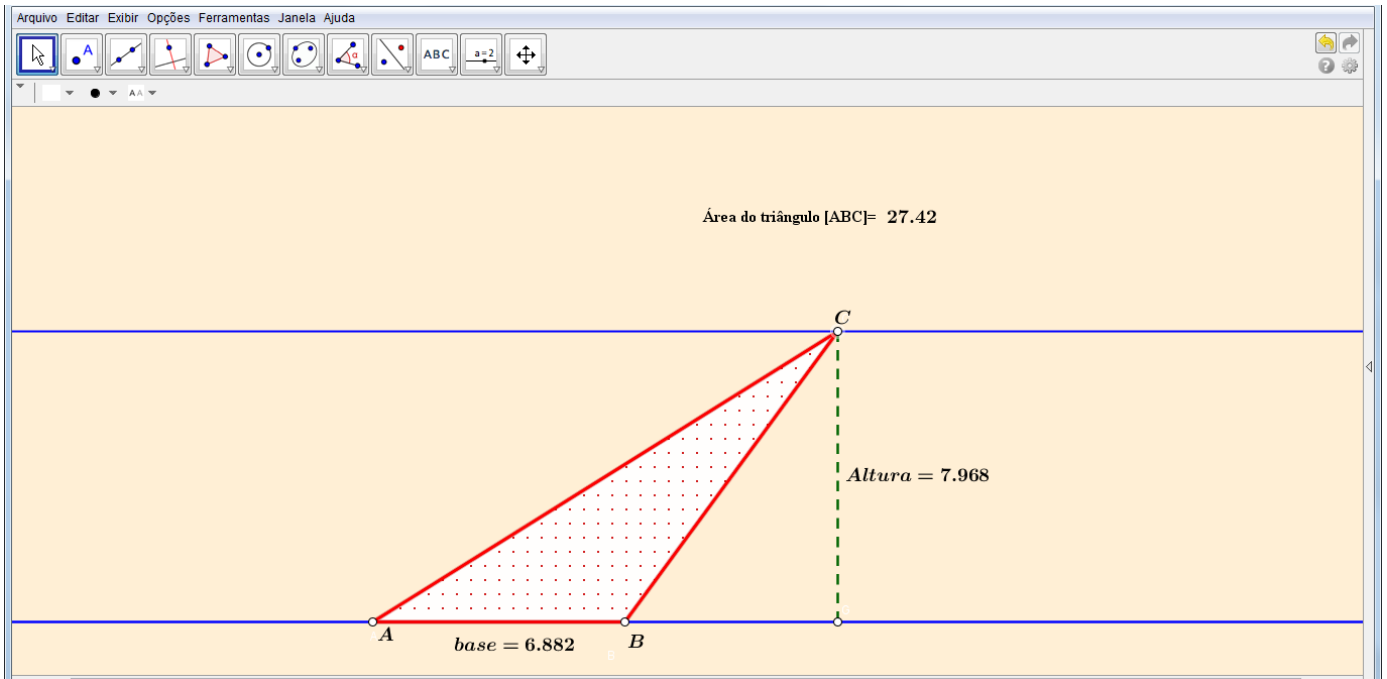 Arquivo Editar Exibir Opções Ferramentas Janela Ajuda
A α ABC a=2
A A
Área do triângulo [ABC]= 27.42
C
Altura = 7.968
A
base = 6.882
B
B